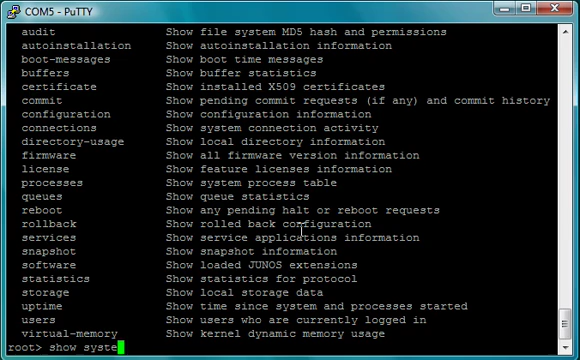 COM5 - PuTTY
audit Show file system MD5 hash and permissions
autoinstallation Show autoinstallation information
boot-messages Show boot time messages
buffers Show buffer statistics
certificate Show installed X509 certificates
commit Show pending commit requests (if any) and commit history
configuration Show configuration information
connections Show system connection activity
directory-usage Show local directory information
firmware Show all firmware version information
license Show feature licenses information
processes Show system process table
queues Show queue statistics
reboot Show any pending halt or reboot requests
rollback Show rolled back configuration
services Show service applications information
snapshot Show snapshot information
software Show loaded JUNOS extensions
statistics Show statistics for protocol
storage Show local storage data
uptime Show time since system and processes started
users Show users who are currently logged in
virtual-memory Show kernel dynamic memory usage
root> show syste